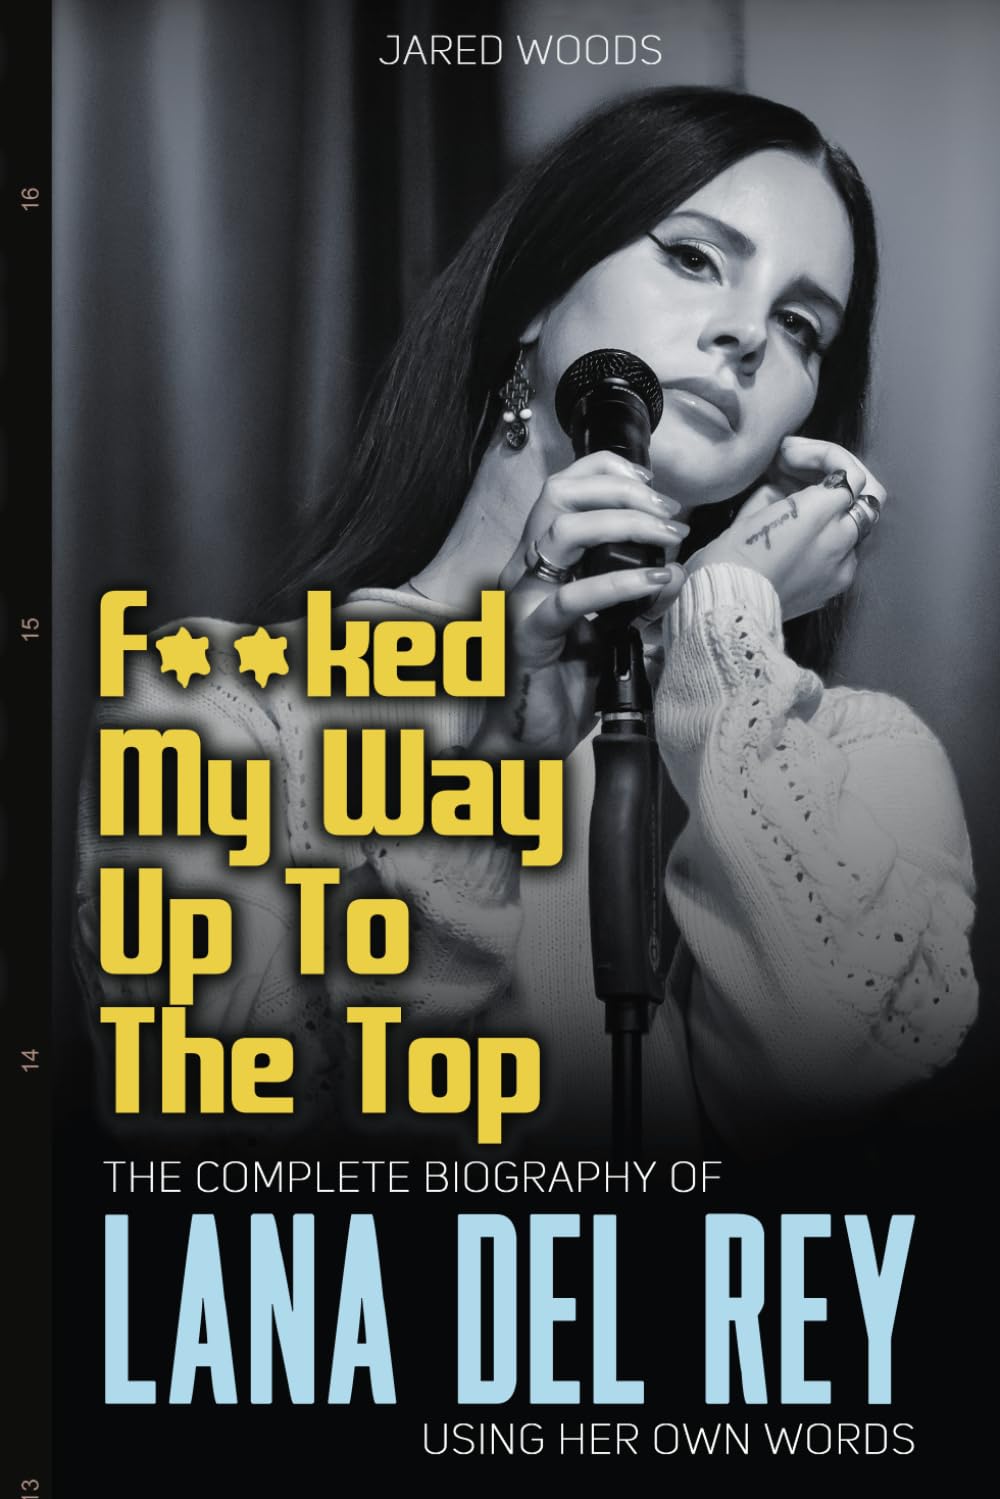 JARED WOODS
16
15
14
13
F**ked
My Way
Up To
The Top
THE COMPLETE BIOGRAPHY OF
LANA DEL REY
USING HER OWN WORDS